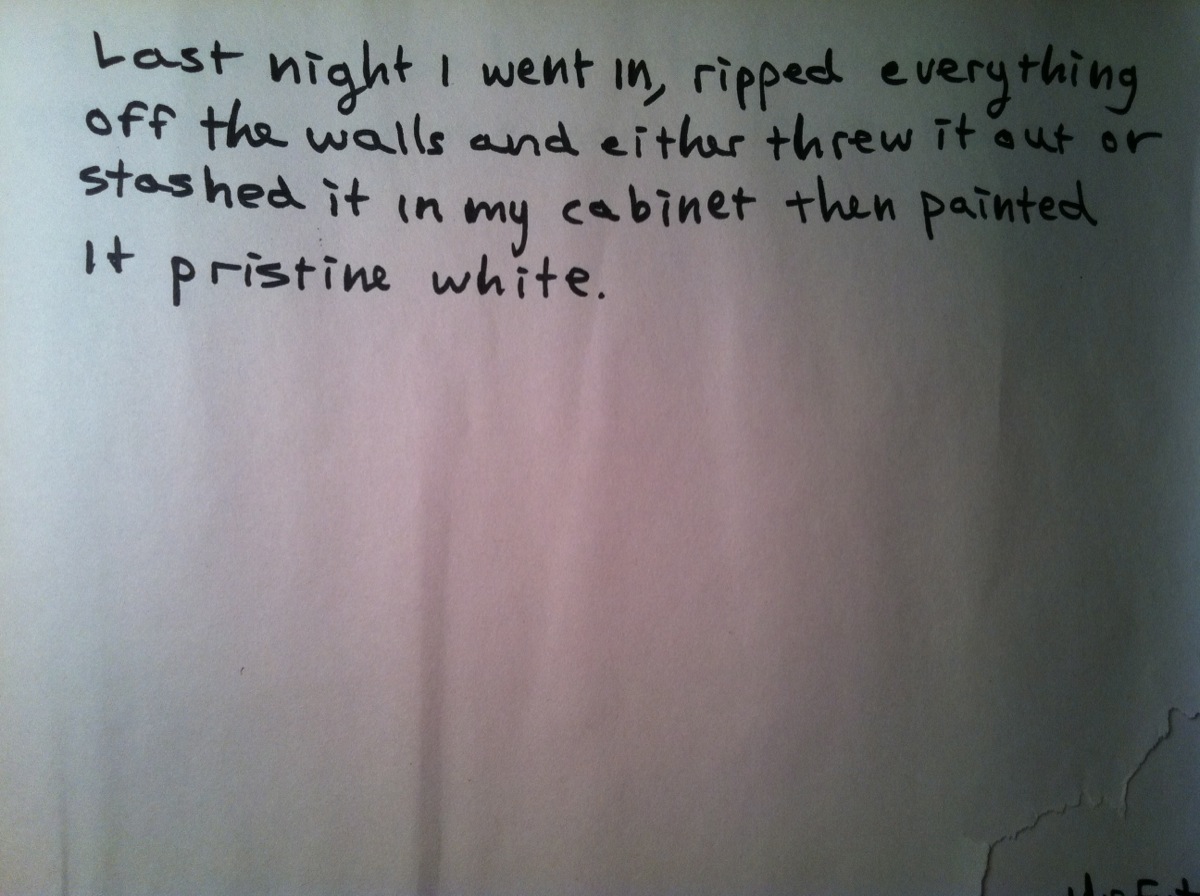 Last night I went in, ripped everything
off the walls and either threw it out or
stashed it in my cabinet then painted
it pristine white.